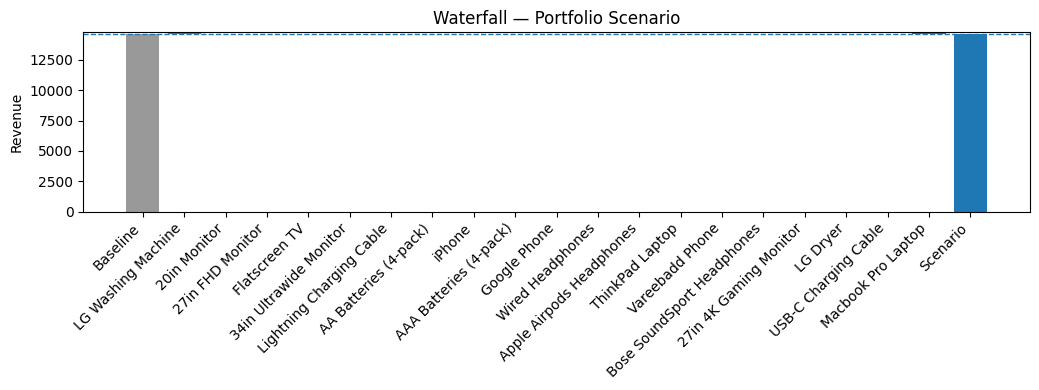 Waterfall — Portfolio Scenario
Revenue
12500
10000
7500
5000
2500
0
Baseline
LG Washing Machine
20in Monitor
27in FHD Monitor
Flatscreen TV
34in Ultrawide Monitor
Lightning Charging Cable
AA Batteries (4-pack)
iPhone
AAA Batteries (4-pack)
Google Phone
Wired Headphones
Apple Airpods Headphones
ThinkPad Laptop
Vareebadd Phone
Bose SoundSport Headphones
27in 4K Gaming Monitor
LG Dryer
USB-C Charging Cable
Macbook Pro Laptop
Scenario